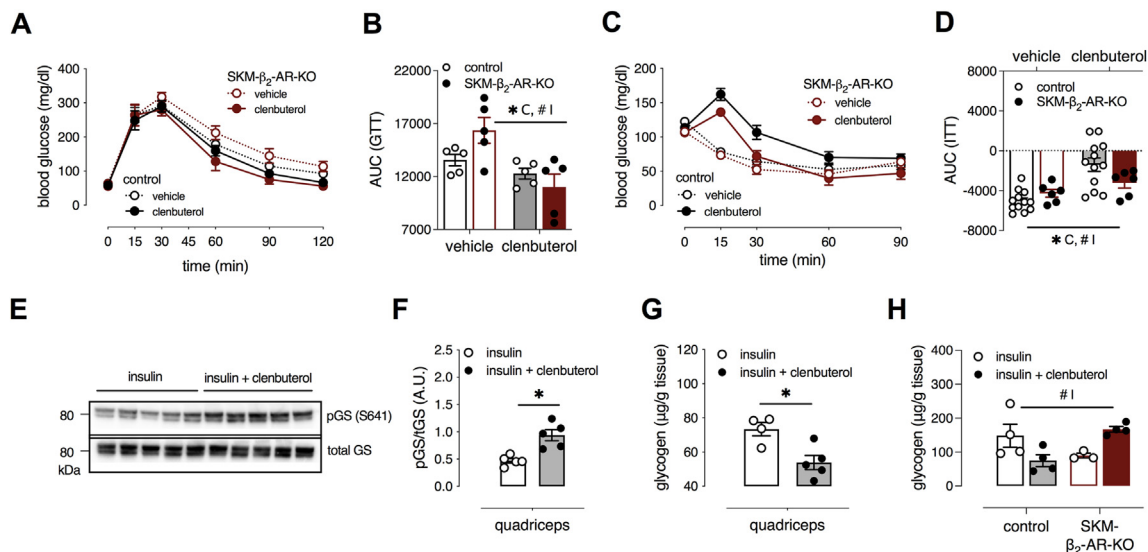 A
blood glucose (mg/dl)
400
300
200
100
0
SKM-β2-AR-KO
vehicle
clenbuterol
control
vehicle
clenbuterol
0 15 30 45 60 90 120
time (min)
B
control
SKM-β2-AR-KO
AUC (GTT)
22000
17000
12000
7000
* C, # I
vehicle clenbuterol
C
blood glucose (mg/dl)
200
150
100
50
0
SKM-β2-AR-KO
vehicle
clenbuterol
control
vehicle
clenbuterol
0 15 30 60 90
time (min)
D
vehicle clenbuterol
control
SKM-β2-AR-KO
AUC (ITT)
4000
0
-4000
-8000
* C, # I
E
insulin insulin + clenbuterol
80 pGS (S641)
80 total GS
kDa
F
insulin
insulin + clenbuterol
pGS/tGS (A.U.)
2.5
2.0
1.5
1.0
0.5
0.0
*
quadriceps
G
insulin
insulin + clenbuterol
glycogen (µg/g tissue)
120
100
80
60
40
*
quadriceps
H
insulin
insulin + clenbuterol
glycogen (µg/g tissue)
400
300
200
100
0
# I
control SKM-
β2-AR-KO